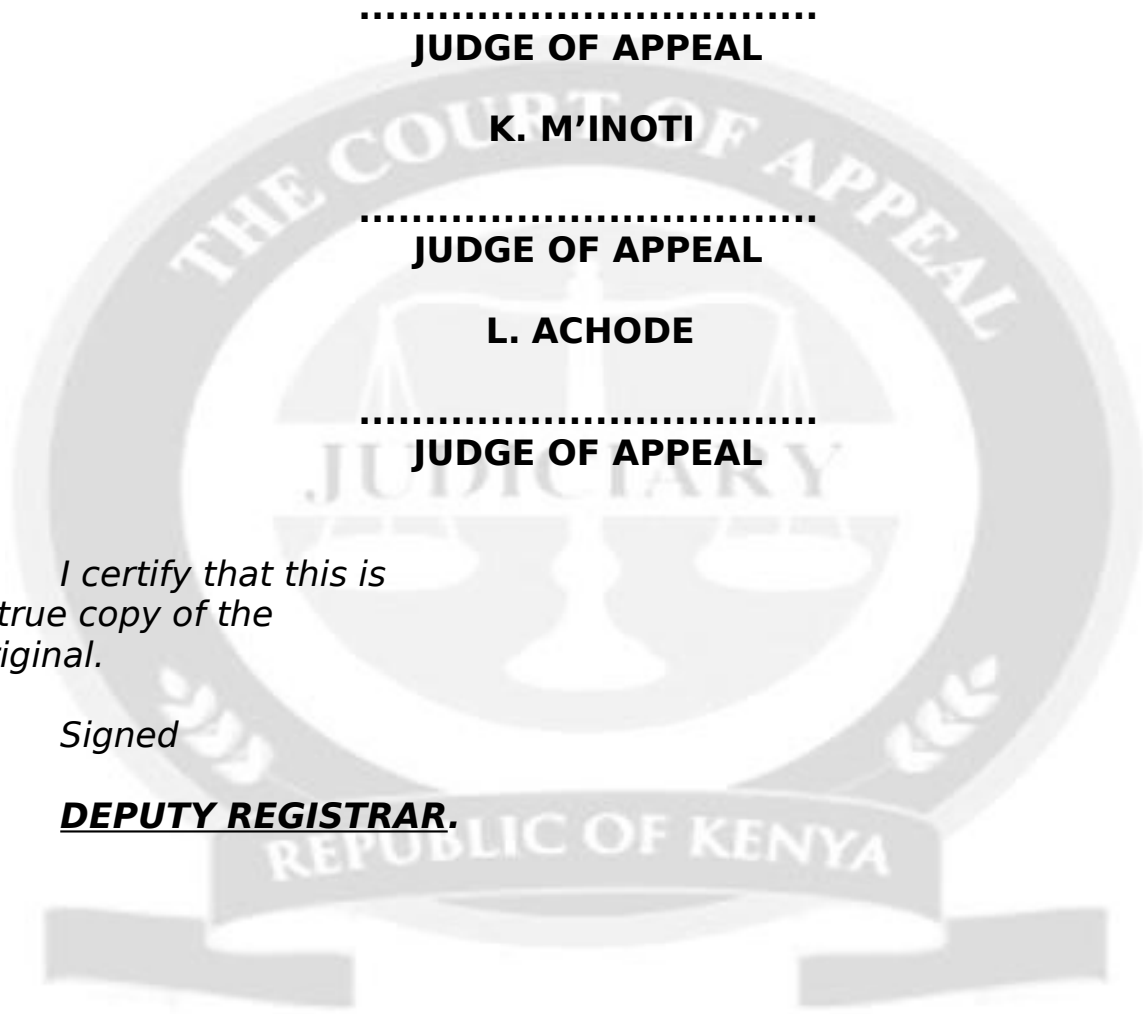 ...................................
JUDGE OF APPEAL
K. M’INOTI
...................................
JUDGE OF APPEAL
L. ACHODE
...................................
JUDGE OF APPEAL
I certify that this is
true copy of the
iginal.
Signed
DEPUTY REGISTRAR.
THE COURT OF APPEAL
JUDICIARY
REPUBLIC OF KENYA